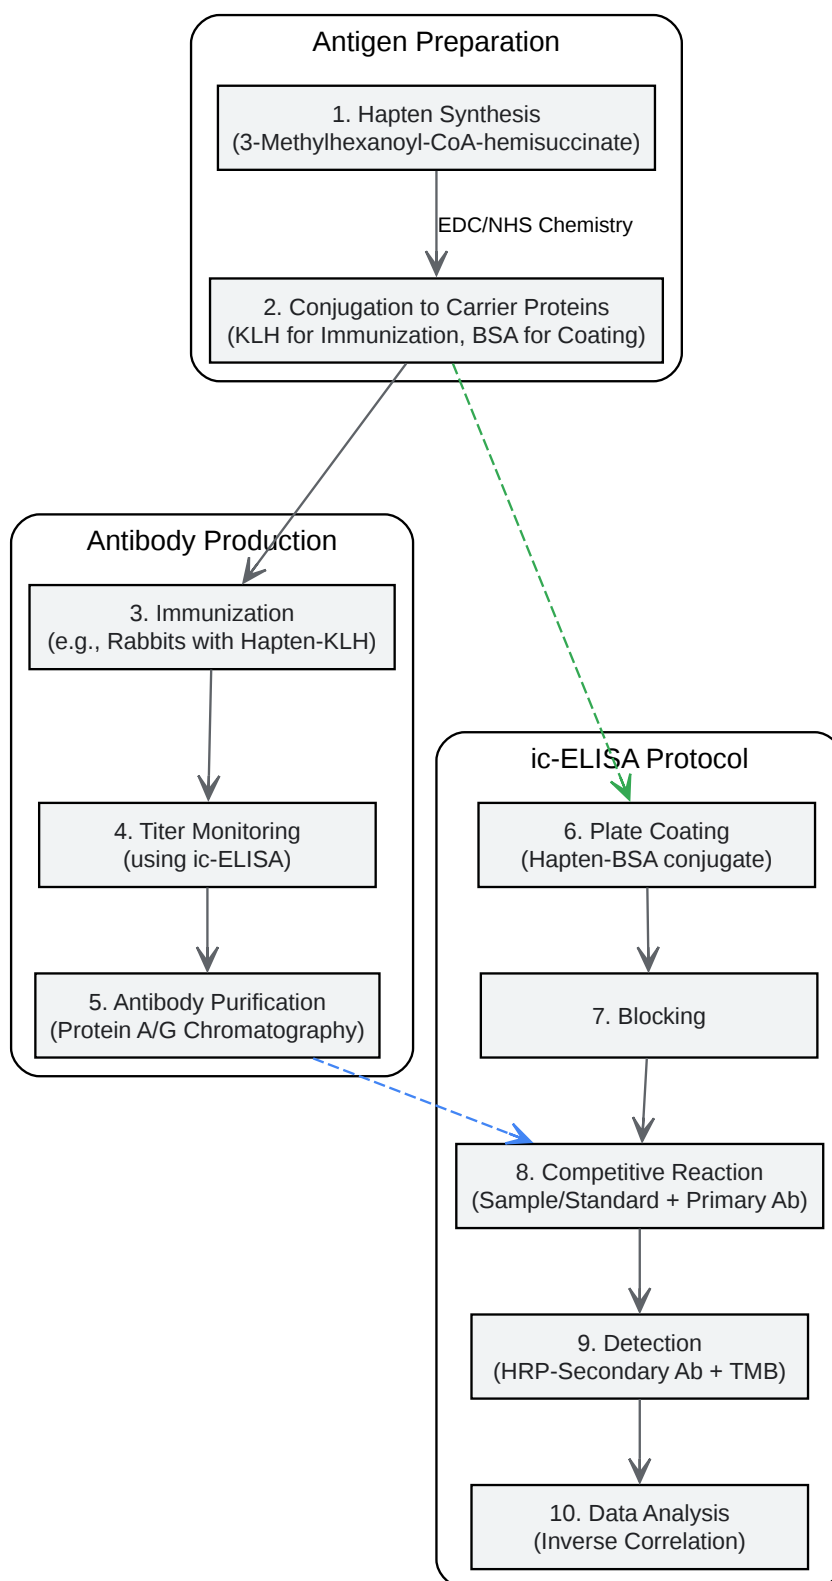 Antigen Preparation
1. Hapten Synthesis
(3-Methylhexanoyl-CoA-hemisuccinate)
EDC/NHS Chemistry
2. Conjugation to Carrier Proteins
(KLH for Immunization, BSA for Coating)
Antibody Production
3. Immunization
(e.g., Rabbits with Hapten-KLH)
4. Titer Monitoring
(using ic-ELISA)
5. Antibody Purification
(Protein A/G Chromatography)
ic-ELISA Protocol
6. Plate Coating
(Hapten-BSA conjugate)
7. Blocking
8. Competitive Reaction
(Sample/Standard + Primary Ab)
9. Detection
(HRP-Secondary Ab + TMB)
10. Data Analysis
(Inverse Correlation)